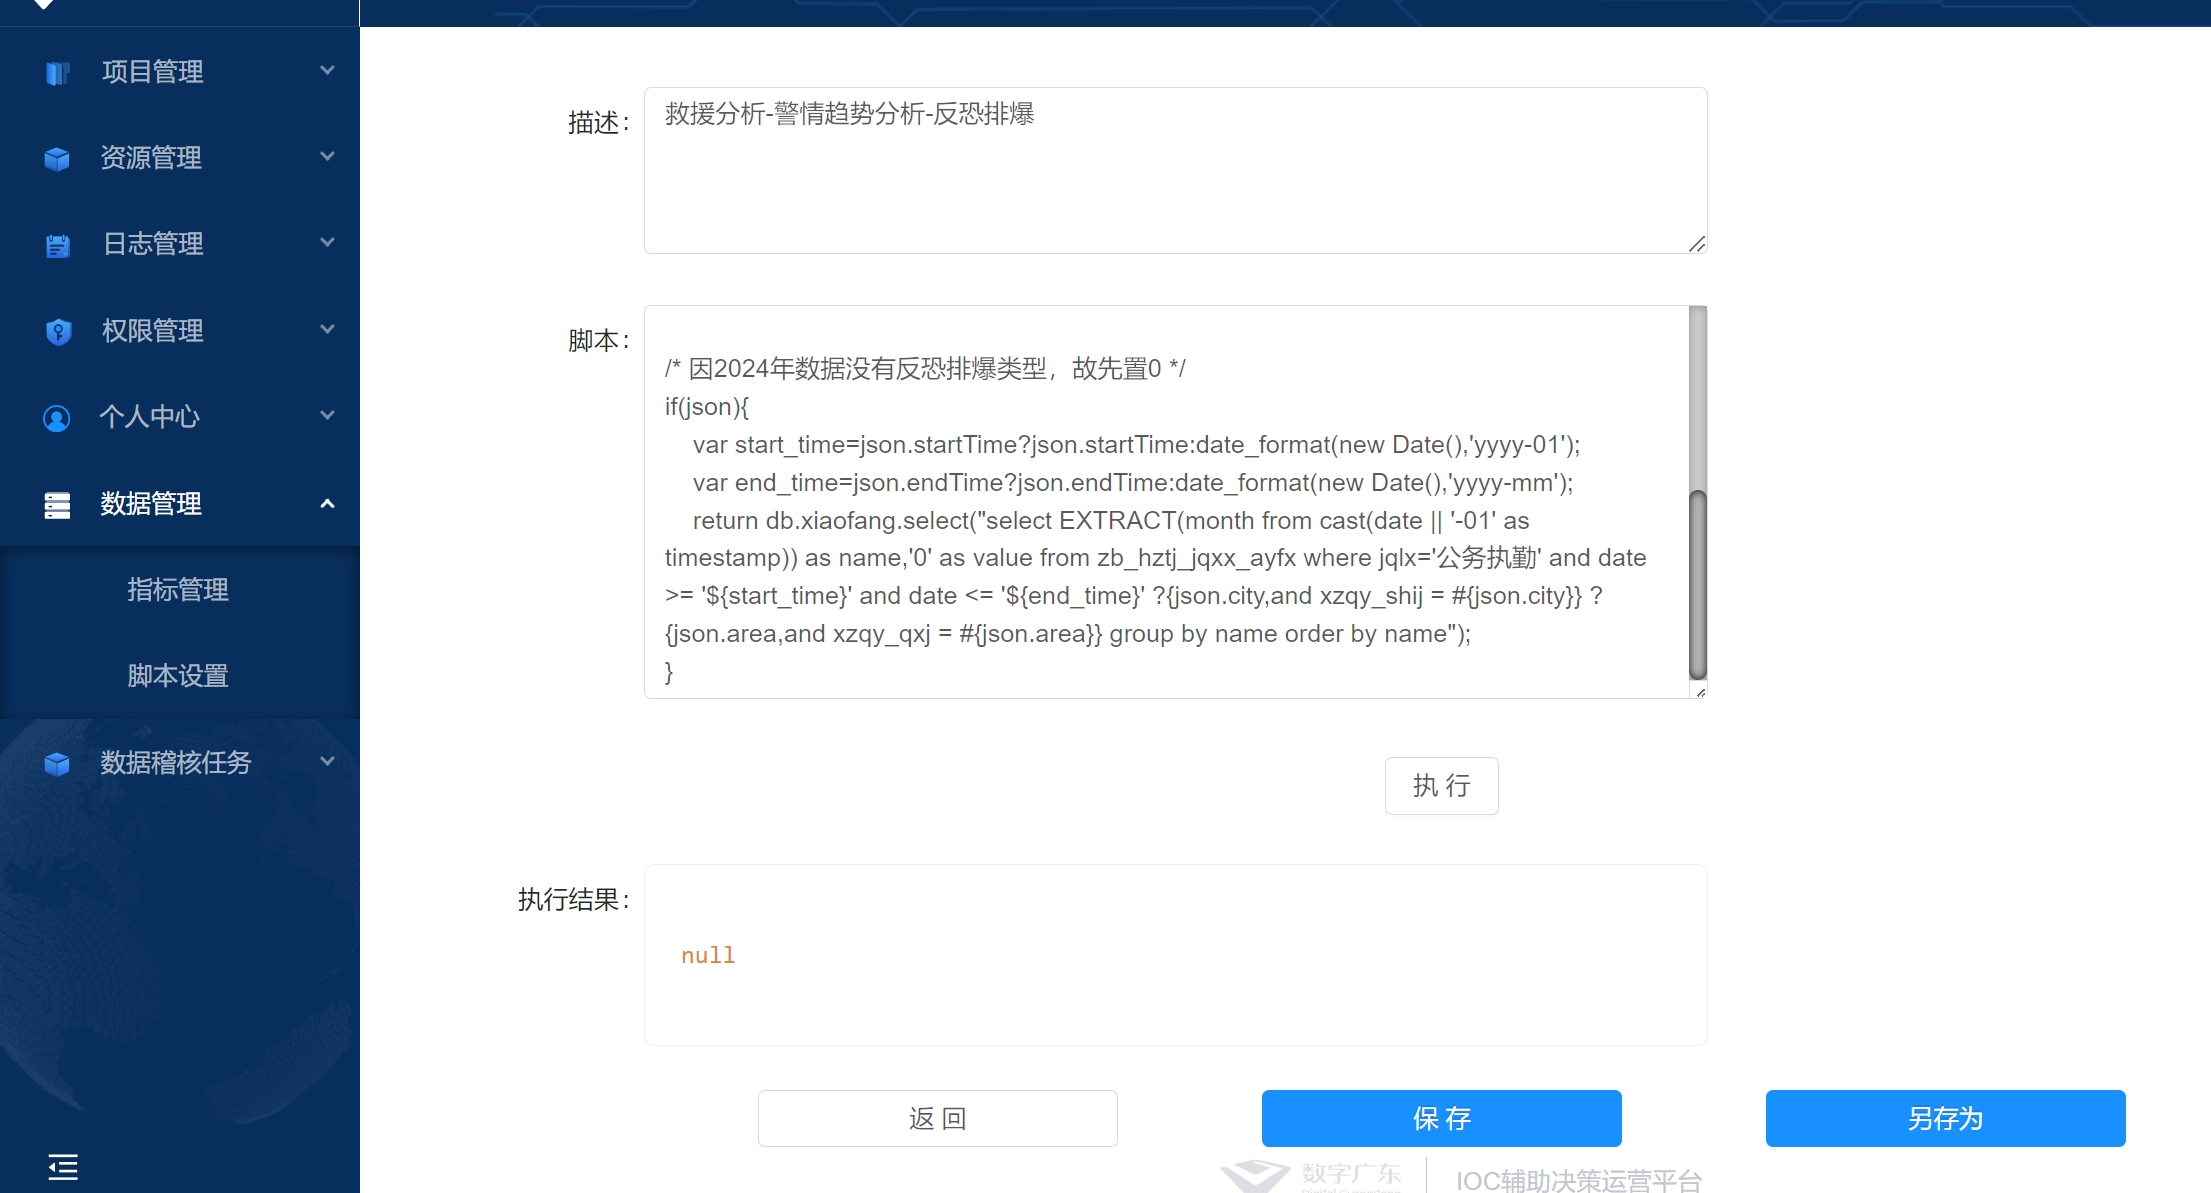 项目管理
资源管理
日志管理
权限管理
个人中心
数据管理
指标管理
脚本设置
数据稽核任务
描述:
救援分析-警情趋势分析-反恐排爆
脚本:
/* 因2024年数据没有反恐排爆类型，故先置0 */
if(json){
    var start_time=json.startTime?json.startTime:date_format(new Date(),'yyyy-01');
    var end_time=json.endTime?json.endTime:date_format(new Date(),'yyyy-mm');
    return db.xiaofang.select("select EXTRACT(month from cast(date || '-01' as
timestamp)) as name,'0' as value from zb_hztj_jqxx_ayfx where jqlx='公务执勤' and date
>= '${start_time}' and date <= '${end_time}' ?{json.city,and xzqy_shij = #{json.city}} ?
{json.area,and xzqy_qxj = #{json.area}} group by name order by name");
}
执 行
执行结果:
null
返 回
保 存
另存为
数字广东
IOC辅助决策运营平台